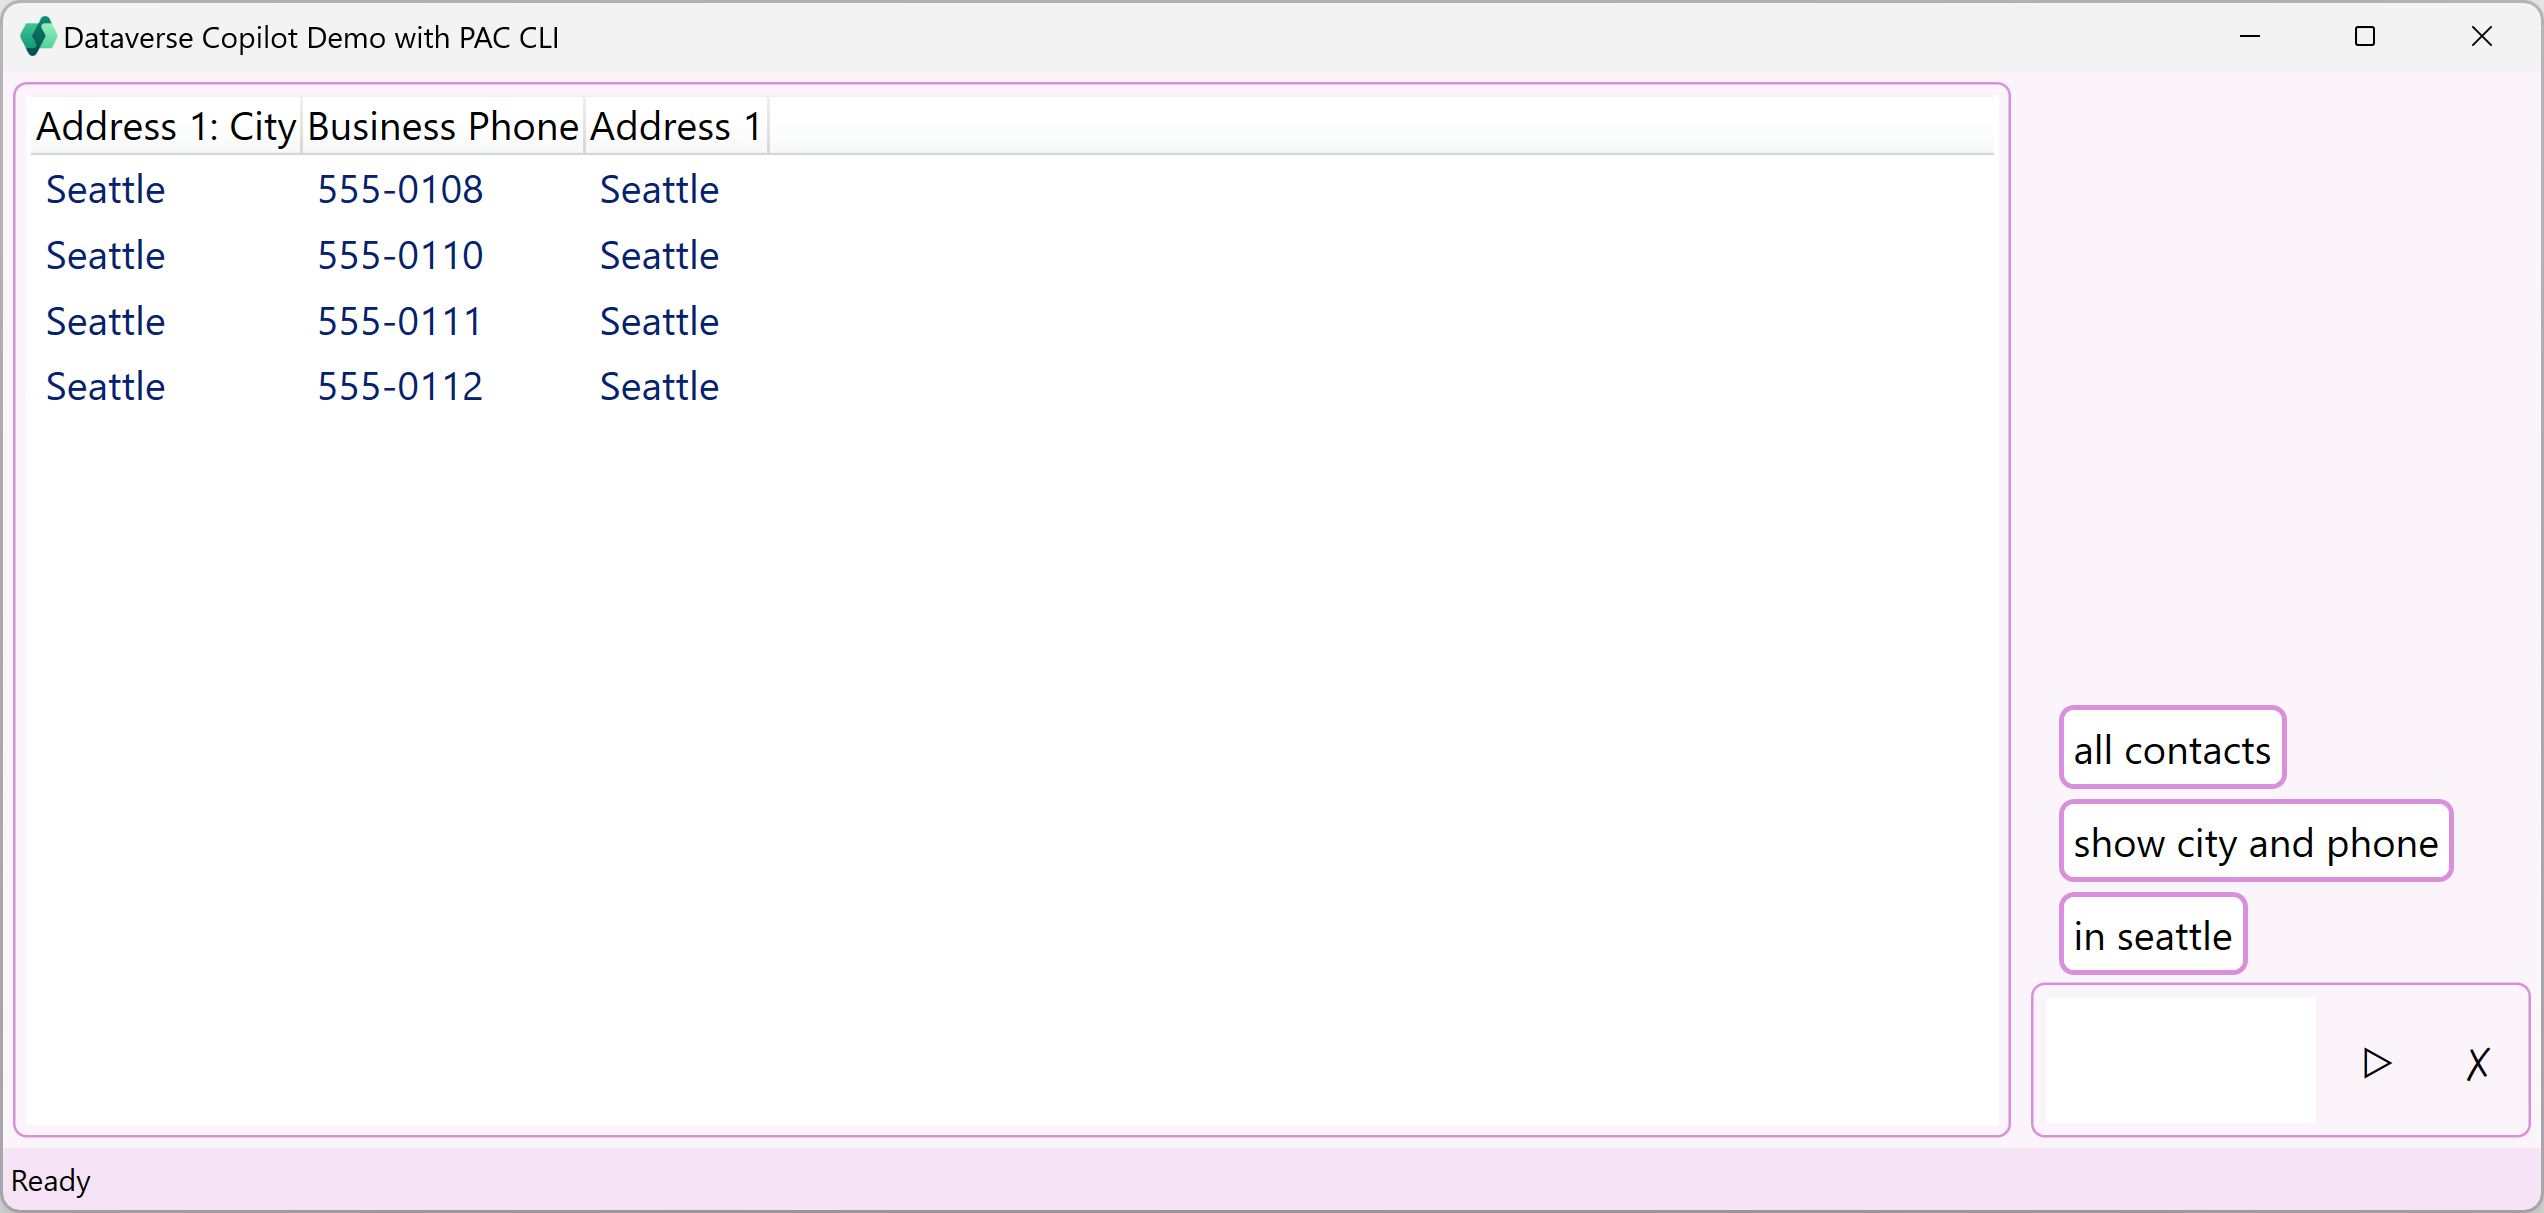 Dataverse Copilot Demo with PAC CLI
Address 1: City Business Phone Address 1
Seattle 555-0108 Seattle
Seattle 555-0110 Seattle
Seattle 555-0111 Seattle
Seattle 555-0112 Seattle
all contacts
show city and phone
in seattle
Ready